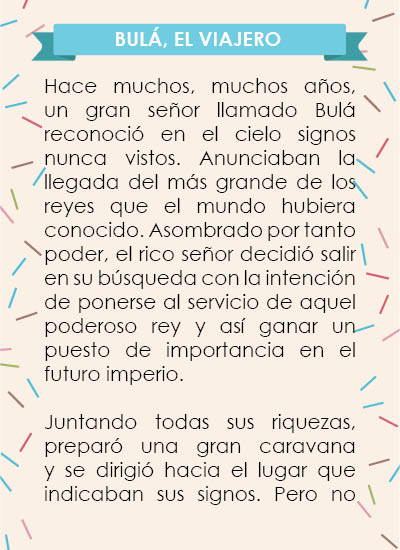 BULÁ, EL VIAJERO
Hace muchos, muchos años,
un gran señor llamado Bulá
reconoció en el cielo signos
nunca vistos. Anunciaban la
llegada del más grande de los
reyes que el mundo hubiera
conocido. Asombrado por tanto
poder, el rico señor decidió salir
en su búsqueda con la intención
de ponerse al servicio de aquel
poderoso rey y así ganar un
puesto de importancia en el
futuro imperio.
Juntando todas sus riquezas,
preparó una gran caravana
y se dirigió hacia el lugar que
indicaban sus signos. Pero no